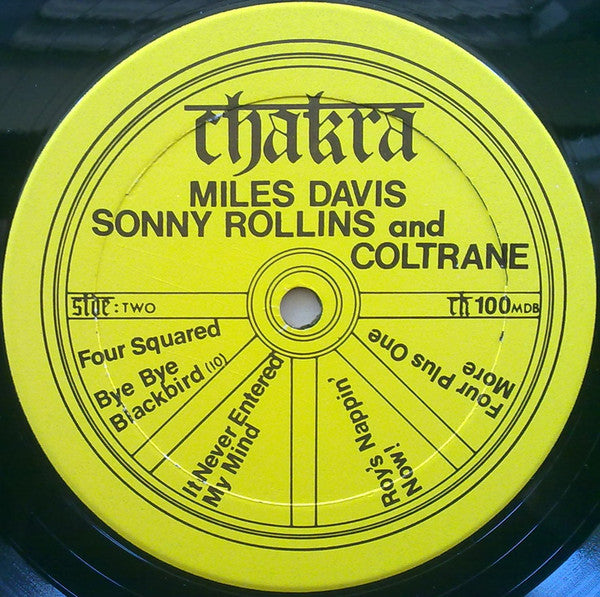 chakra
MILES DAVIS
SONNY ROLLINS and
COLTRANE
side: TWO
ch 100 MDB
Four Squared
Bye Bye
Blackbird (10)
It Never Entered
My Mind
Roy's Nappin'
Now!
Four Plus One
More